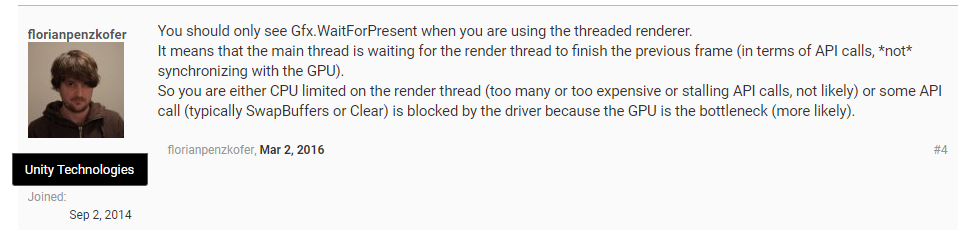 florianpenzkofer
You should only see Gfx.WaitForPresent when you are using the threaded renderer.
It means that the main thread is waiting for the render thread to finish the previous frame (in terms of API calls, *not*
synchronizing with the GPU).
So you are either CPU limited on the render thread (too many or too expensive or stalling API calls, not likely) or some API
call (typically SwapBuffers or Clear) is blocked by the driver because the GPU is the bottleneck (more likely).
florianpenzkofer, Mar 2, 2016 #4
Unity Technologies
Joined:
Sep 2, 2014